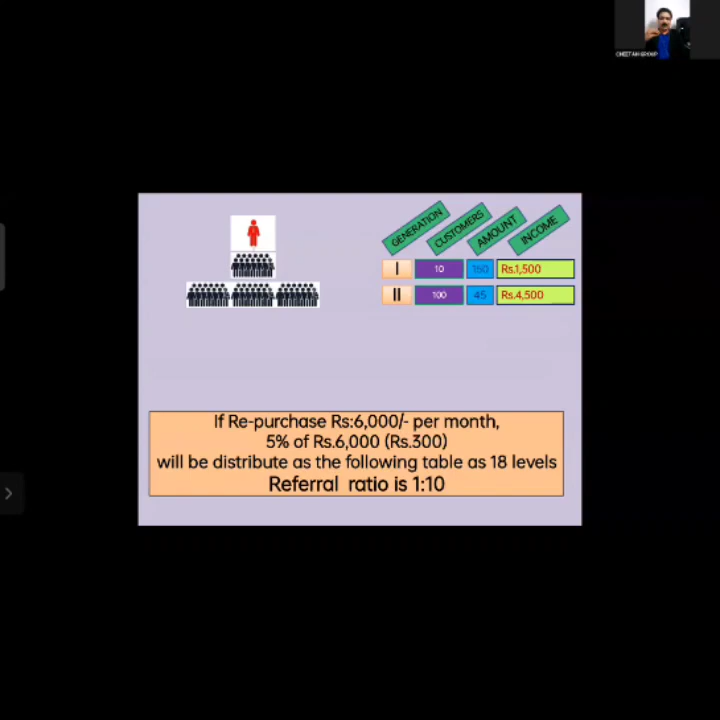 CHEETAH GROUP
GENERATION CUSTOMERS AMOUNT INCOME
I 10 150 Rs.1,500
II 100 45 Rs.4,500
If Re-purchase Rs:6,000/- per month,
5% of Rs.6,000 (Rs.300)
will be distribute as the following table as 18 levels
Referral ratio is 1:10